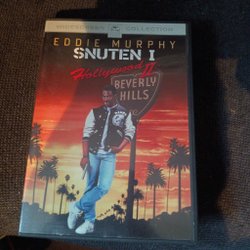 WIDESCREEN COLLECTION
EDDIE MURPHY
SNUTEN I
Hollywood II
BEVERLY
HILLS